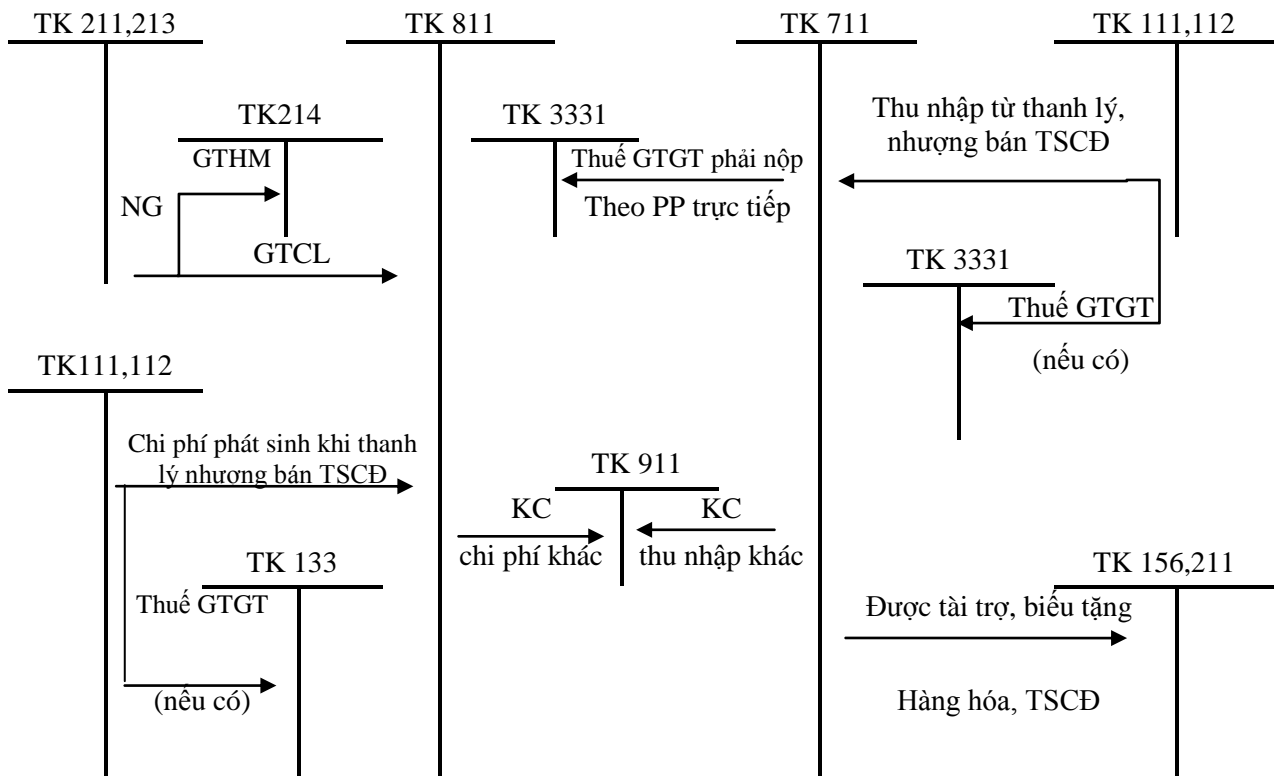 TK 211,213
TK 811
TK 711
TK 111,112
TK214
GTHM
NG
GTCL
TK 3331
Thuế GTGT phải nộp
Theo PP trực tiếp
Thu nhập từ thanh lý,
nhượng bán TSCĐ
TK 3331
Thuế GTGT
(nếu có)
TK111,112
Chi phí phát sinh khi thanh
lý nhương bán TSCĐ
TK 133
Thuế GTGT
(nếu có)
TK 911
KC
chi phí khác
KC
thu nhập khác
TK 156,211
Được tài trợ, biếu tặng
Hàng hóa, TSCĐ